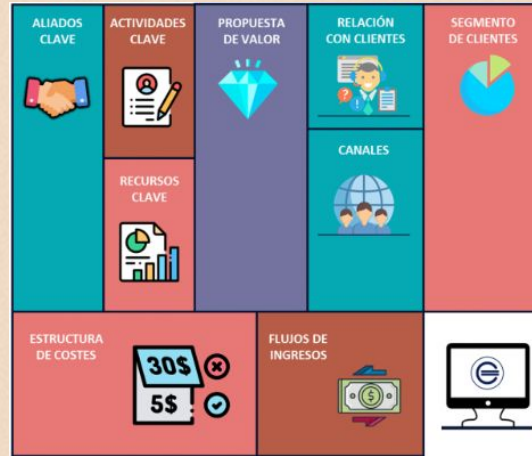 ALIADOS
CLAVE
ACTIVIDADES
CLAVE
PROPUESTA
DE VALOR
RELACIÓN
CON CLIENTES
SEGMENTO
DE CLIENTES
RECURSOS
CLAVE
CANALES
ESTRUCTURA
DE COSTES
30$
5$
FLUJOS DE
INGRESOS
$